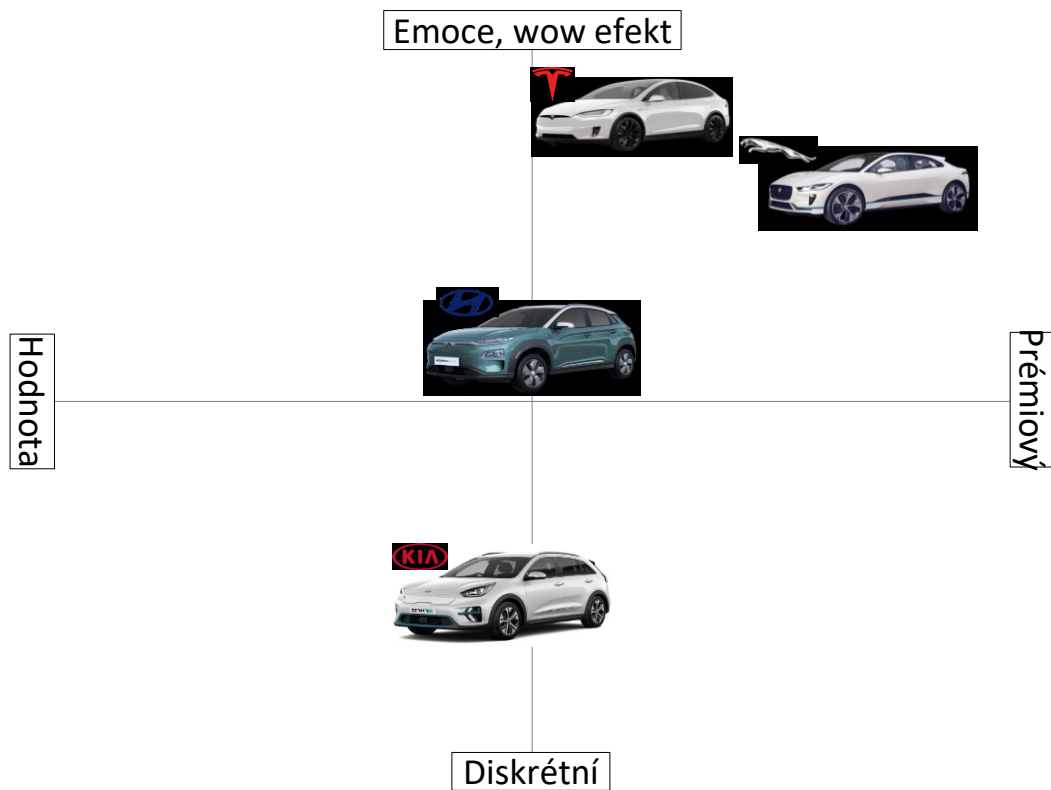 Emoce, wow efekt
Hodnota
Prémiový
KIA
Diskrétní